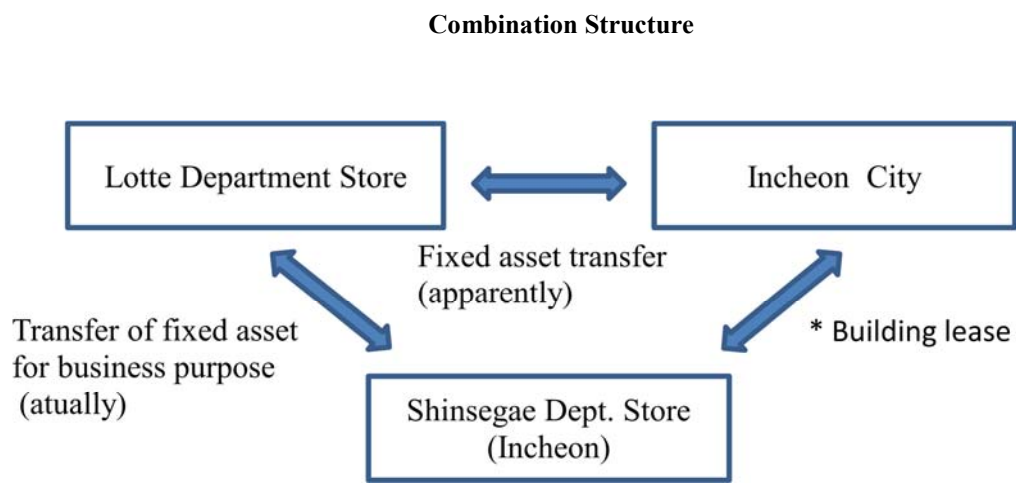 Combination Structure
Lotte Department Store
Incheon City
Fixed asset transfer
(apparently)
Transfer of fixed asset
for business purpose
(atually)
* Building lease
Shinsegae Dept. Store
(Incheon)